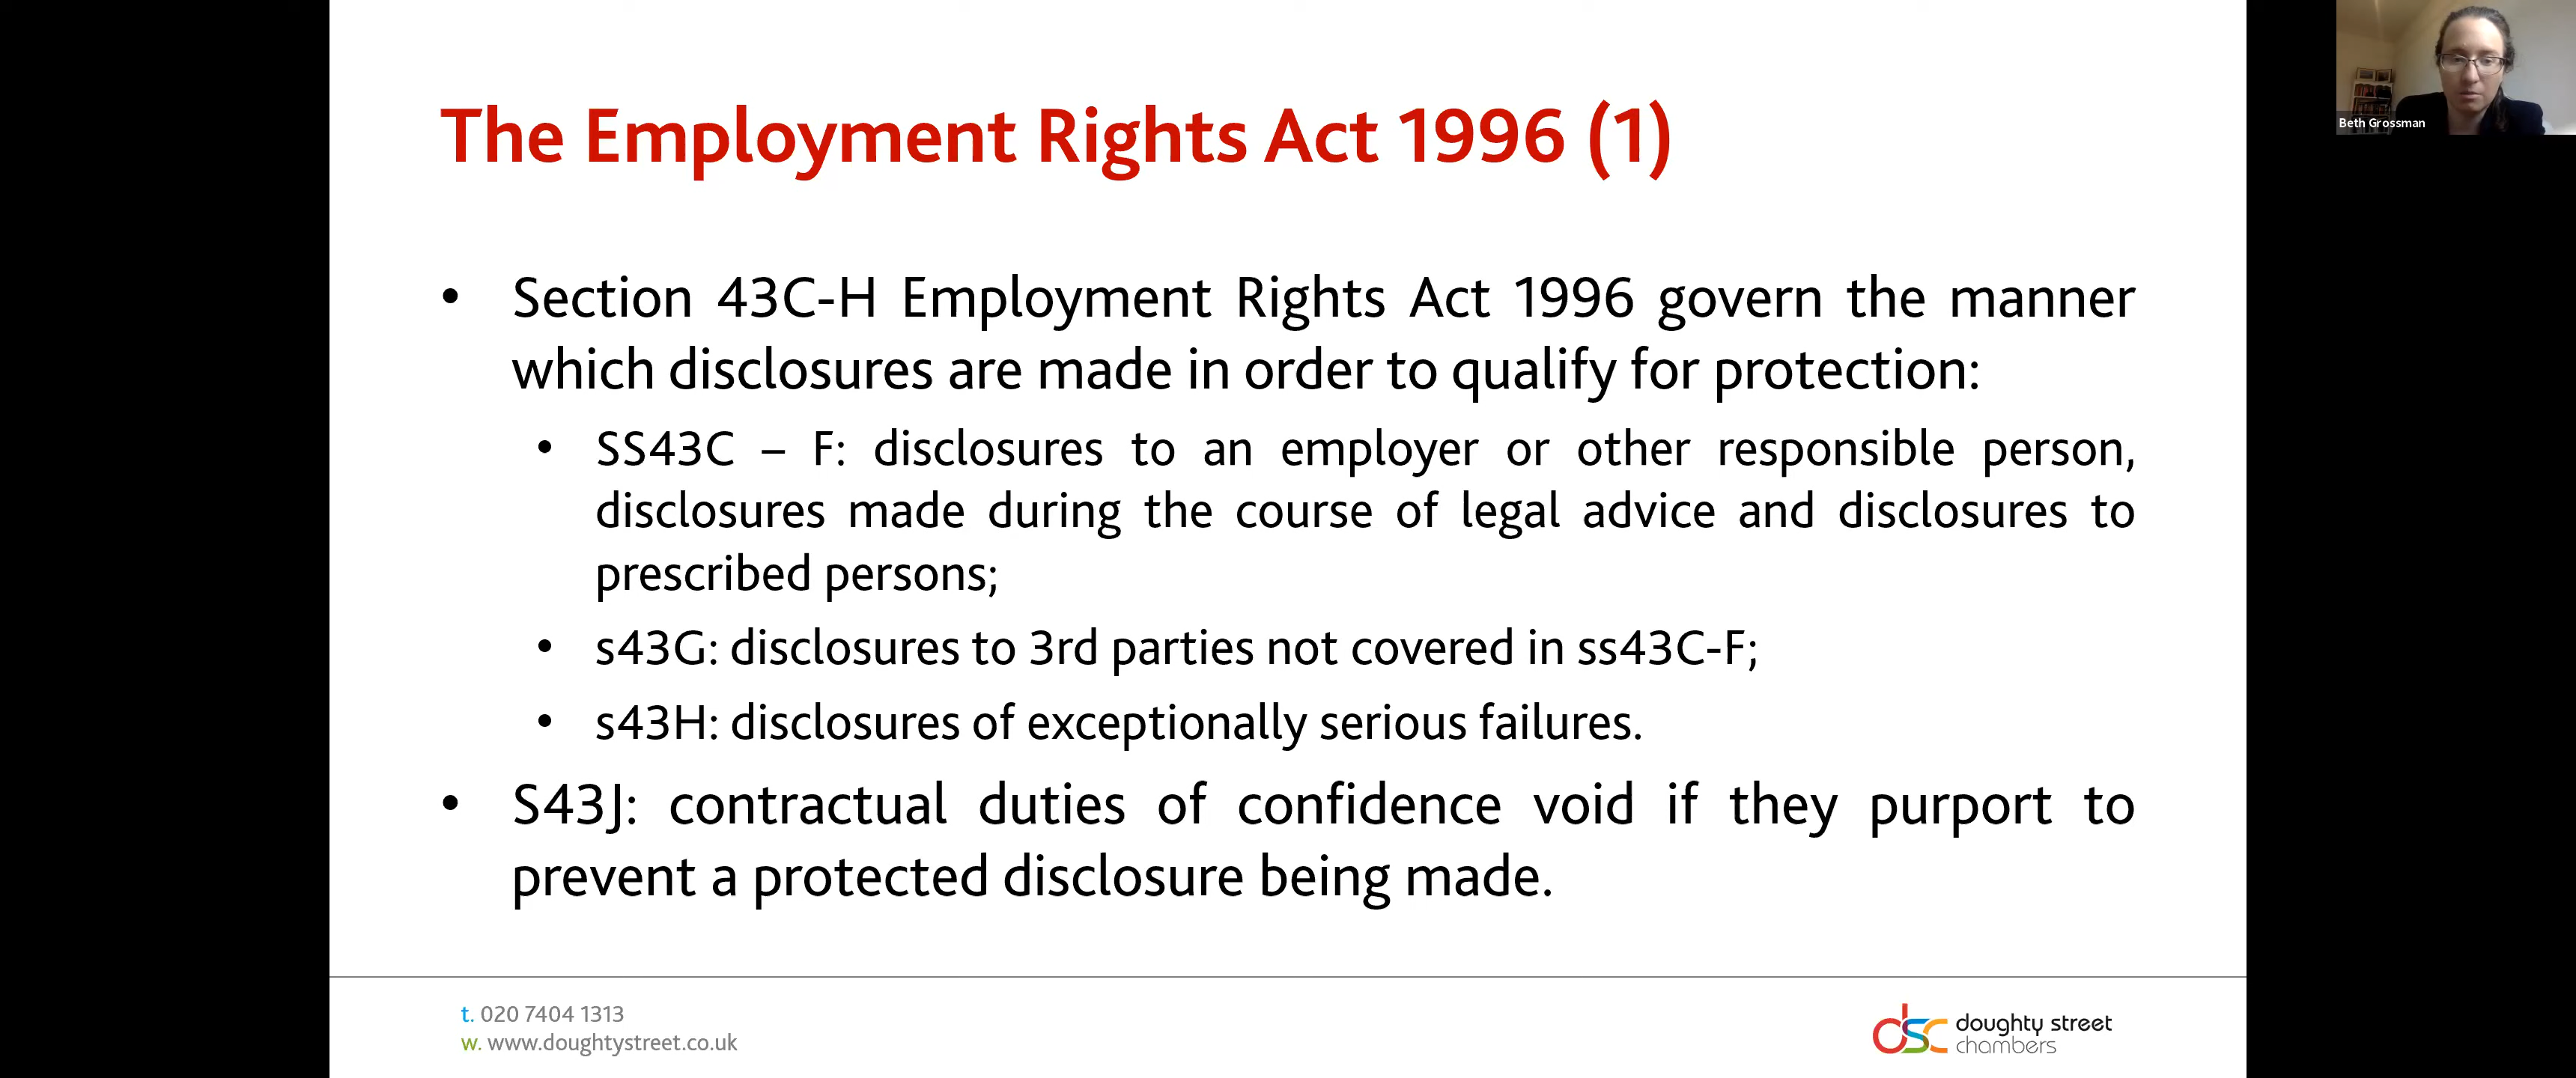 The Employment Rights Act 1996 (1)
• Section 43C-H Employment Rights Act 1996 govern the manner
which disclosures are made in order to qualify for protection:
• SS43C – F: disclosures to an employer or other responsible person,
disclosures made during the course of legal advice and disclosures to
prescribed persons;
• s43G: disclosures to 3rd parties not covered in ss43C-F;
• s43H: disclosures of exceptionally serious failures.
• S43J: contractual duties of confidence void if they purport to
prevent a protected disclosure being made.
t. 020 7404 1313
w. www.doughtystreet.co.uk
dsc doughty street
chambers
Beth Grossman